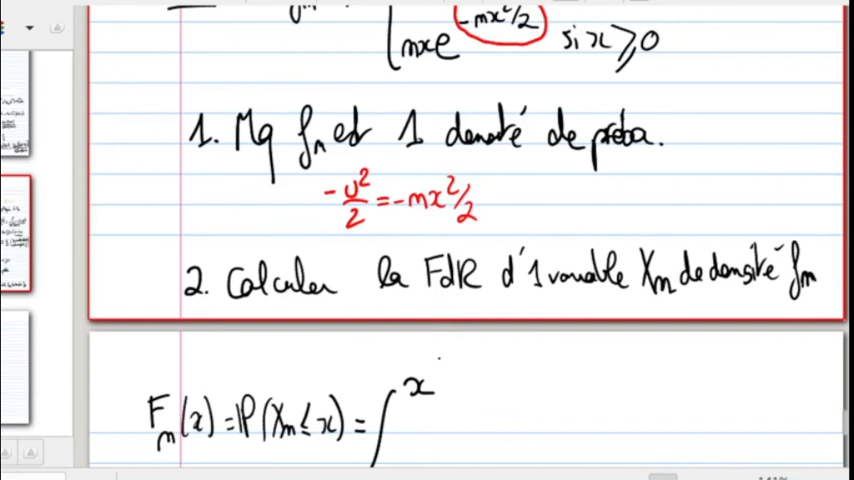 nxe^{-nx²/2} si x ⩾ 0
1. Mq fn est 1 densité de proba.
-u²/2 = -nx²/2
2. Calculer la FdR d'1 variable Xn de densité fn
Fn(x) = P(Xn ≤ x) = ∫^x